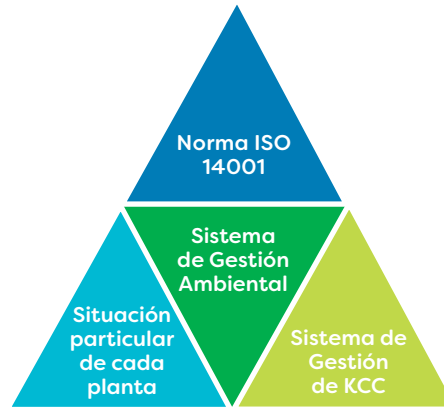 Norma ISO
14001
Sistema
de Gestión
Ambiental
Situación
particular
de cada
planta
Sistema de
Gestión
de KCC